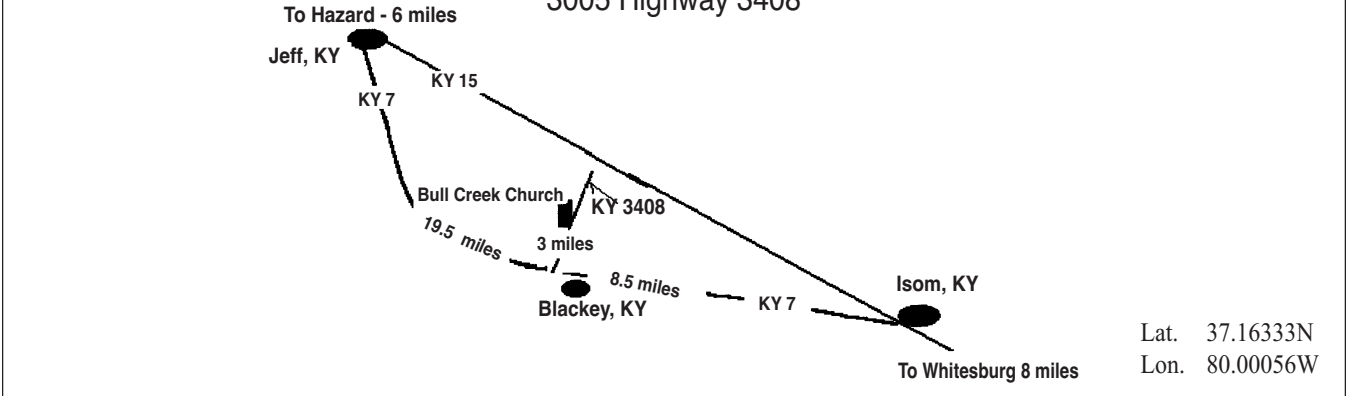 3005 Highway 3408
To Hazard - 6 miles
Jeff, KY
KY 15
KY 7
Bull Creek Church
KY 3408
19.5 miles
3 miles
8.5 miles
Isom, KY
KY 7
Blackey, KY
Lat. 37.16333N
To Whitesburg 8 miles
Lon. 80.00056W